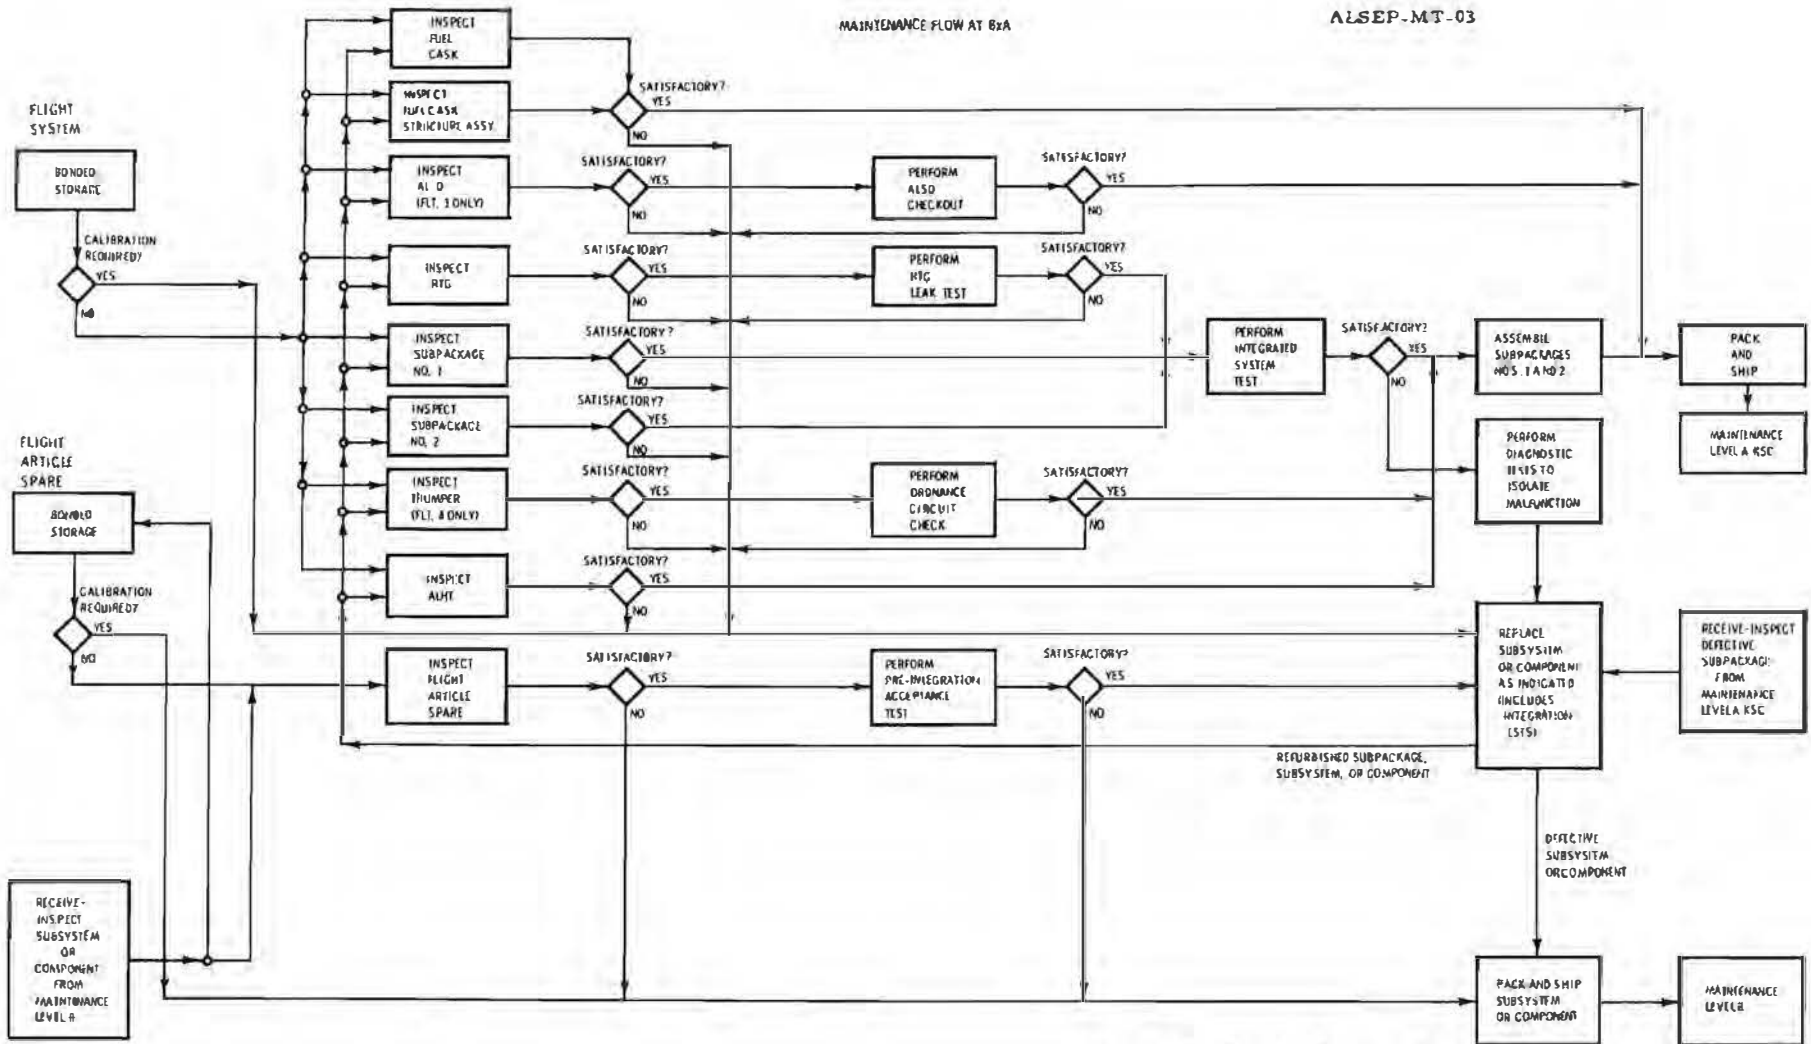 MAINTENANCE FLOW AT BxA
ALSEP-MT-03
FLIGHT
SYSTEM
BONDED
STORAGE
CALIBRATION
REQUIRED?
YES
NO
INSPECT
FUEL
CASK
INSPECT
FUEL CASK
STRUCTURE ASSY.
SATISFACTORY?
YES
NO
INSPECT
(FLT. 3 ONLY)
SATISFACTORY?
YES
NO
PERFORM
ALSD
CHECKOUT
SATISFACTORY?
YES
NO
INSPECT
RTG
SATISFACTORY?
YES
NO
PERFORM
RTG
LEAK TEST
SATISFACTORY?
YES
NO
INSPECT
SUBPACKAGE
NO. 1
SATISFACTORY?
YES
NO
PERFORM
INTEGRATED
SYSTEM
TEST
SATISFACTORY?
YES
NO
ASSEMBLE
SUBPACKAGES
NOS. 1 AND 2
PACK
AND
SHIP
MAINTENANCE
LEVEL A KSC
INSPECT
SUBPACKAGE
NO. 2
SATISFACTORY?
YES
NO
PERFORM
DIAGNOSTIC
TESTS TO
ISOLATE
MALFUNCTION
INSPECT
THUMPER
(FLT. 4 ONLY)
SATISFACTORY?
YES
NO
PERFORM
ORDNANCE
CIRCUIT
CHECK
SATISFACTORY?
YES
NO
INSPECT
ALHT
SATISFACTORY?
YES
NO
FLIGHT
ARTICLE
SPARE
BONDED
STORAGE
CALIBRATION
REQUIRED?
YES
NO
INSPECT
FLIGHT
ARTICLE
SPARE
SATISFACTORY?
YES
NO
PERFORM
PRE-INTEGRATION
ACCEPTANCE
TEST
SATISFACTORY?
YES
NO
REPLACE
SUBSYSTEM
OR COMPONENT
AS INDICATED
(INCLUDES
INTEGRATION
RECEIVE-INSPECT
DEFECTIVE
SUBPACKAGE
FROM
MAINTENANCE
LEVEL A KSC
REFURBISHED SUBPACKAGE,
SUBSYSTEM, OR COMPONENT
DEFECTIVE
SUBSYSTEM
OR COMPONENT
RECEIVE-
INSPECT
SUBSYSTEM
OR
COMPONENT
FROM
MAINTENANCE
LEVEL B
PACK AND SHIP
SUBSYSTEM
OR COMPONENT
MAINTENANCE
LEVEL B